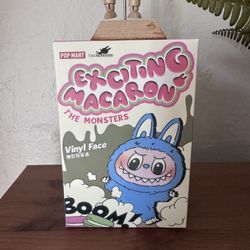 POP MART
EXCITING
MACARON
THE MONSTERS
Vinyl Face
BOOM!